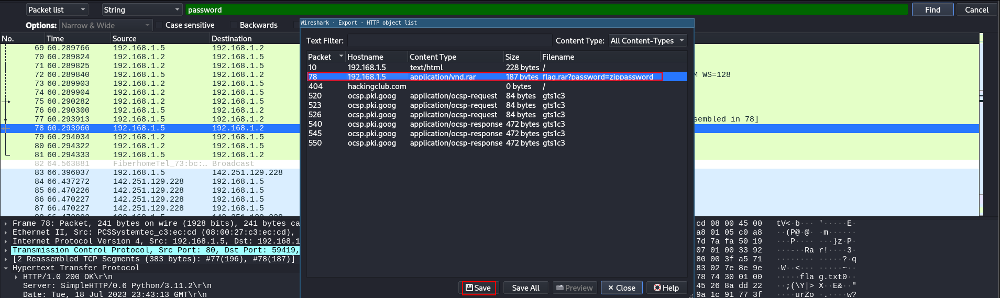 Packet list String password Find Cancel
Options: Narrow & Wide Case sensitive Backwards
No. Time Source Destination
69 60.289766 192.168.1.5 192.168.1.2
70 60.289824 192.168.1.2 192.168.1.5
71 60.289825 192.168.1.2 192.168.1.5
72 60.289840 192.168.1.5 192.168.1.2
73 60.289903 192.168.1.2 192.168.1.5
74 60.289904 192.168.1.2 192.168.1.5
75 60.290282 192.168.1.2 192.168.1.5
76 60.290300 192.168.1.5 192.168.1.2
77 60.293913 192.168.1.5 192.168.1.2
78 60.293960 192.168.1.5 192.168.1.2
79 60.294034 192.168.1.2 192.168.1.5
80 60.294322 192.168.1.2 192.168.1.5
81 60.294333 192.168.1.5 192.168.1.2
82 64.563881 FiberhomeTel_73:bc:… Broadcast
83 66.396037 192.168.1.5 142.251.129.228
84 66.437272 142.251.129.228 192.168.1.5
85 66.470226 142.251.129.228 192.168.1.5
86 66.470227 142.251.129.228 192.168.1.5
87 66.470227 142.251.129.228 192.168.1.5
M WS=128
sembled in 78]
Wireshark · Export · HTTP object list
Text Filter: Content Type: All Content-Types
Packet Hostname Content Type Size Filename
10 192.168.1.5 text/html 228 bytes /
78 192.168.1.5 application/vnd.rar 187 bytes flag.rar?password=zippassword
404 hackingclub.com 0 bytes /
520 ocsp.pki.goog application/ocsp-request 84 bytes gts1c3
523 ocsp.pki.goog application/ocsp-request 84 bytes gts1c3
526 ocsp.pki.goog application/ocsp-request 84 bytes gts1c3
540 ocsp.pki.goog application/ocsp-response 472 bytes gts1c3
545 ocsp.pki.goog application/ocsp-response 472 bytes gts1c3
550 ocsp.pki.goog application/ocsp-response 472 bytes gts1c3
Save Save All Preview Close Help
Frame 78: Packet, 241 bytes on wire (1928 bits), 241 bytes ca
Ethernet II, Src: PCSSystemtec_c3:ec:cd (08:00:27:c3:ec:cd),
Internet Protocol Version 4, Src: 192.168.1.5, Dst: 192.168.1
Transmission Control Protocol, Src Port: 80, Dst Port: 59419,
[2 Reassembled TCP Segments (383 bytes): #77(196), #78(187)]
Hypertext Transfer Protocol
HTTP/1.0 200 OK\r\n
Server: SimpleHTTP/0.6 Python/3.11.2\r\n
Date: Tue, 18 Jul 2023 23:43:13 GMT\r\n
cd 08 00 45 00 tV<·b··· '·····E·
a8 01 05 c0 a8 ··(P@·@· ·m······
7d 7a fa 50 19 ···P···· ···}z·P·
07 01 00 33 92 ···-··Ra r!····3·
80 00 3f a5 71 ········ ·····?·q
83 02 7e 8e 9e ·W··<··· ·····~··
78 74 30 01 00 ·····fla g.txt0··
45 26 8a dd 22 ··;(\Y|> X··E&··"
9a 1c 91 77 3f ····urZo ·.···w?